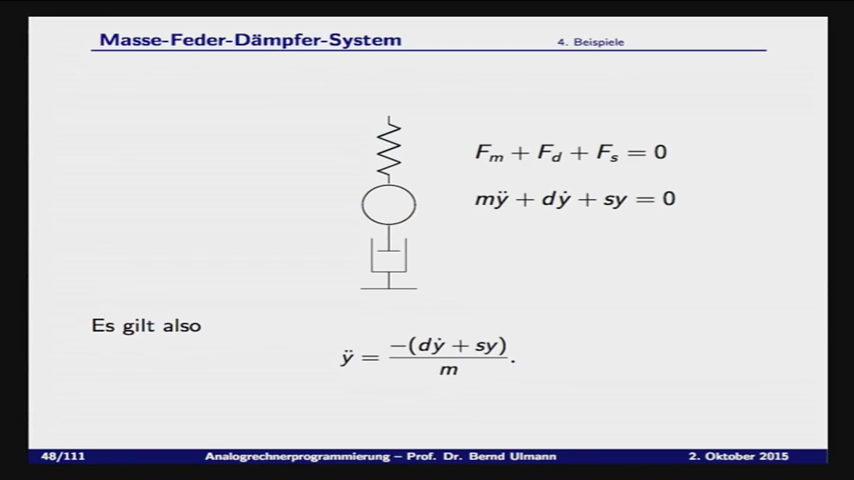 Masse-Feder-Dämpfer-System 4. Beispiele
F_m + F_d + F_s = 0
mÿ + dẏ + sy = 0
Es gilt also
ÿ = −(dẏ + sy) / m .
48/111 Analogrechnerprogrammierung – Prof. Dr. Bernd Ulmann 2. Oktober 2015